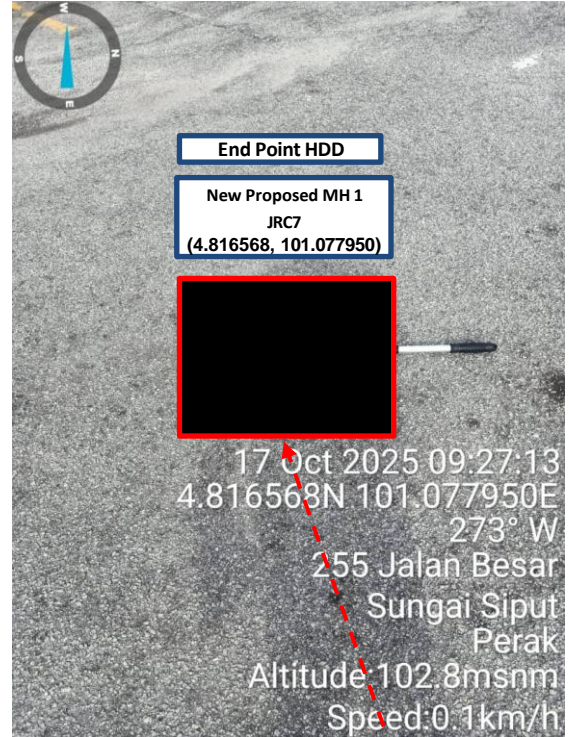 W
N
S
E
End Point HDD
New Proposed MH 1
JRC7
(4.816568, 101.077950)
17 Oct 2025 09:27:13
4.816568N 101.077950E
273° W
255 Jalan Besar
Sungai Siput
Perak
Altitude:102.8msnm
Speed:0.1km/h